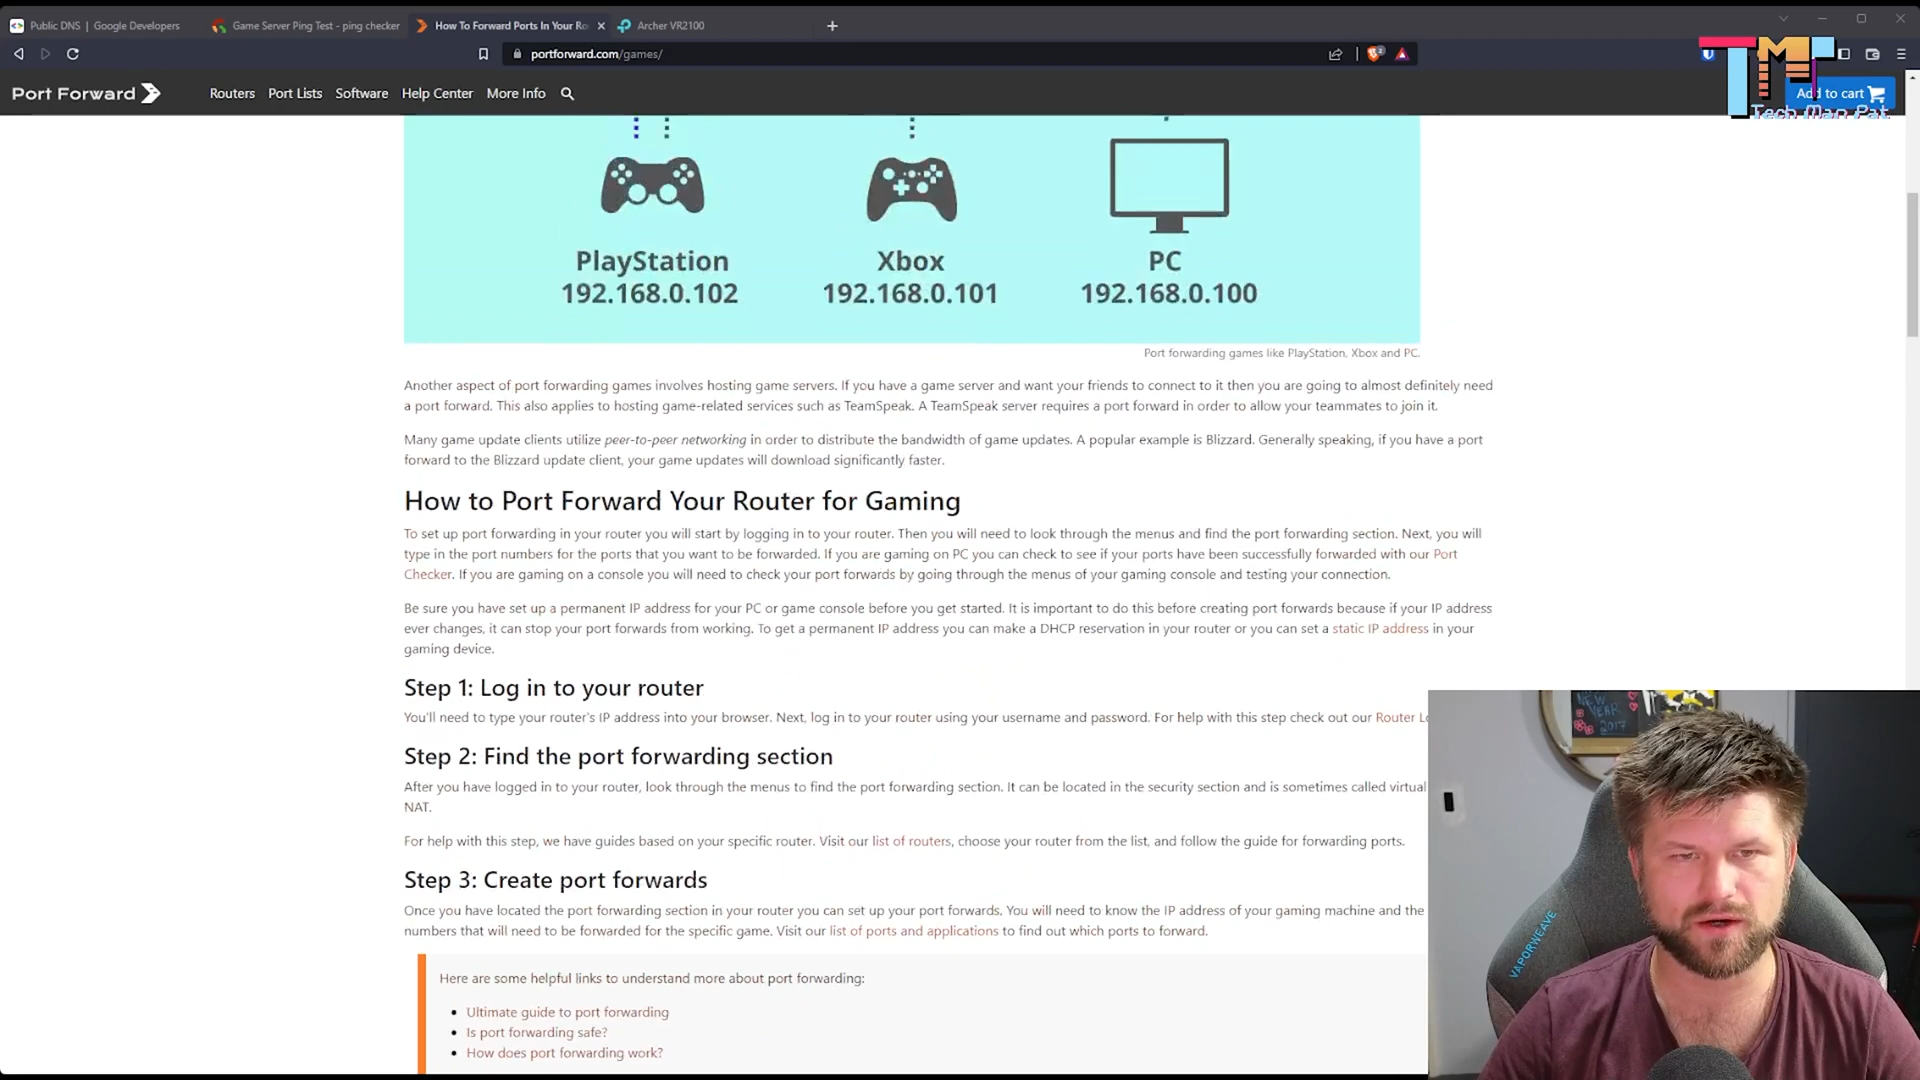 Public DNS | Google Developers
Game Server Ping Test - ping checker
How To Forward Ports In Your Ro
Archer VR2100
portforward.com/games/
Port Forward
Routers
Port Lists
Software
Help Center
More Info
Add to cart
TMP
Tech Man Pat
PlayStation
192.168.0.102
Xbox
192.168.0.101
PC
192.168.0.100
Port forwarding games like PlayStation, Xbox and PC.
Another aspect of port forwarding games involves hosting game servers. If you have a game server and want your friends to connect to it then you are going to almost definitely need
a port forward. This also applies to hosting game-related services such as TeamSpeak. A TeamSpeak server requires a port forward in order to allow your teammates to join it.
Many game update clients utilize peer-to-peer networking in order to distribute the bandwidth of game updates. A popular example is Blizzard. Generally speaking, if you have a port
forward to the Blizzard update client, your game updates will download significantly faster.
How to Port Forward Your Router for Gaming
To set up port forwarding in your router you will start by logging in to your router. Then you will need to look through the menus and find the port forwarding section. Next, you will
type in the port numbers for the ports that you want to be forwarded. If you are gaming on PC you can check to see if your ports have been successfully forwarded with our Port
Checker. If you are gaming on a console you will need to check your port forwards by going through the menus of your gaming console and testing your connection.
Be sure you have set up a permanent IP address for your PC or game console before you get started. It is important to do this before creating port forwards because if your IP address
ever changes, it can stop your port forwards from working. To get a permanent IP address you can make a DHCP reservation in your router or you can set a static IP address in your
gaming device.
Step 1: Log in to your router
You'll need to type your router's IP address into your browser. Next, log in to your router using your username and password. For help with this step check out our Router Lo
Step 2: Find the port forwarding section
After you have logged in to your router, look through the menus to find the port forwarding section. It can be located in the security section and is sometimes called virtual
NAT.
For help with this step, we have guides based on your specific router. Visit our list of routers, choose your router from the list, and follow the guide for forwarding ports.
Step 3: Create port forwards
Once you have located the port forwarding section in your router you can set up your port forwards. You will need to know the IP address of your gaming machine and the
numbers that will need to be forwarded for the specific game. Visit our list of ports and applications to find out which ports to forward.
Here are some helpful links to understand more about port forwarding:
Ultimate guide to port forwarding
Is port forwarding safe?
How does port forwarding work?
NEW
YEAR
2017
VAPORWEAVE